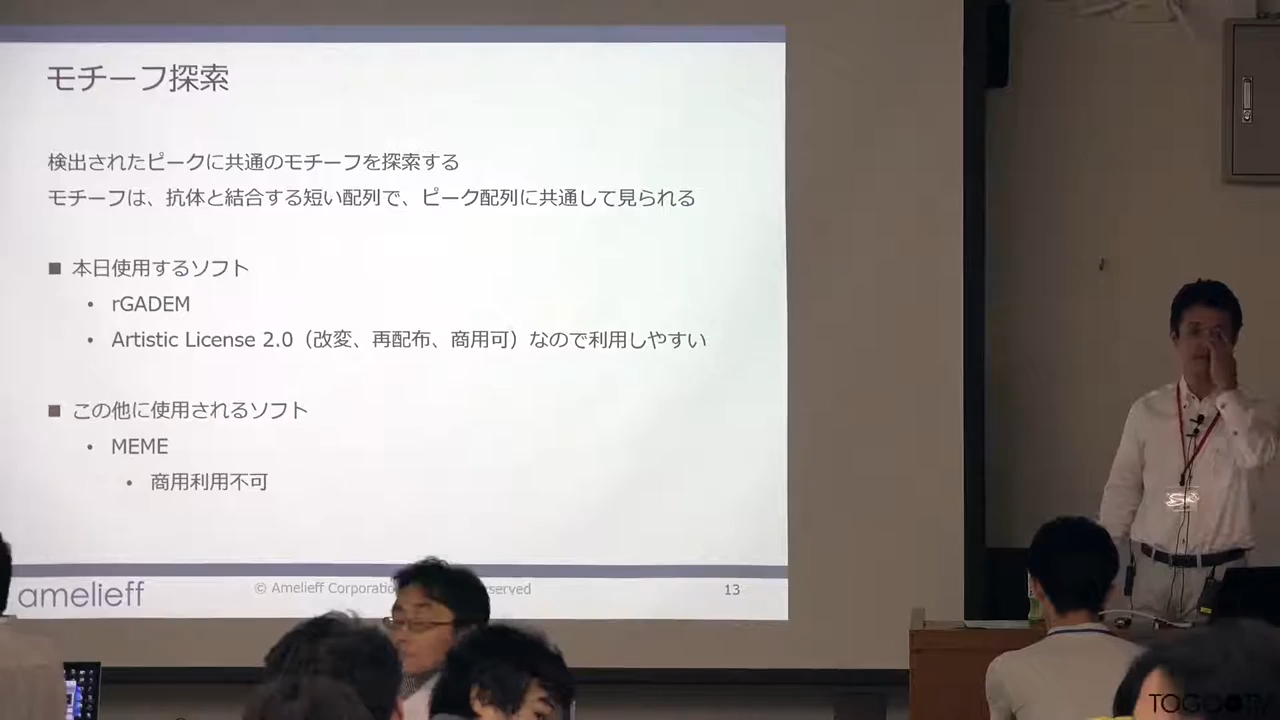 モチーフ探索
検出されたピークに共通のモチーフを探索する
モチーフは、抗体と結合する短い配列で、ピーク配列に共通して見られる
■ 本日使用するソフト
• rGADEM
• Artistic License 2.0（改変、再配布、商用可）なので利用しやすい
■ この他に使用されるソフト
• MEME
• 商用利用不可
amelieff
© Amelieff Corporatio
served
13